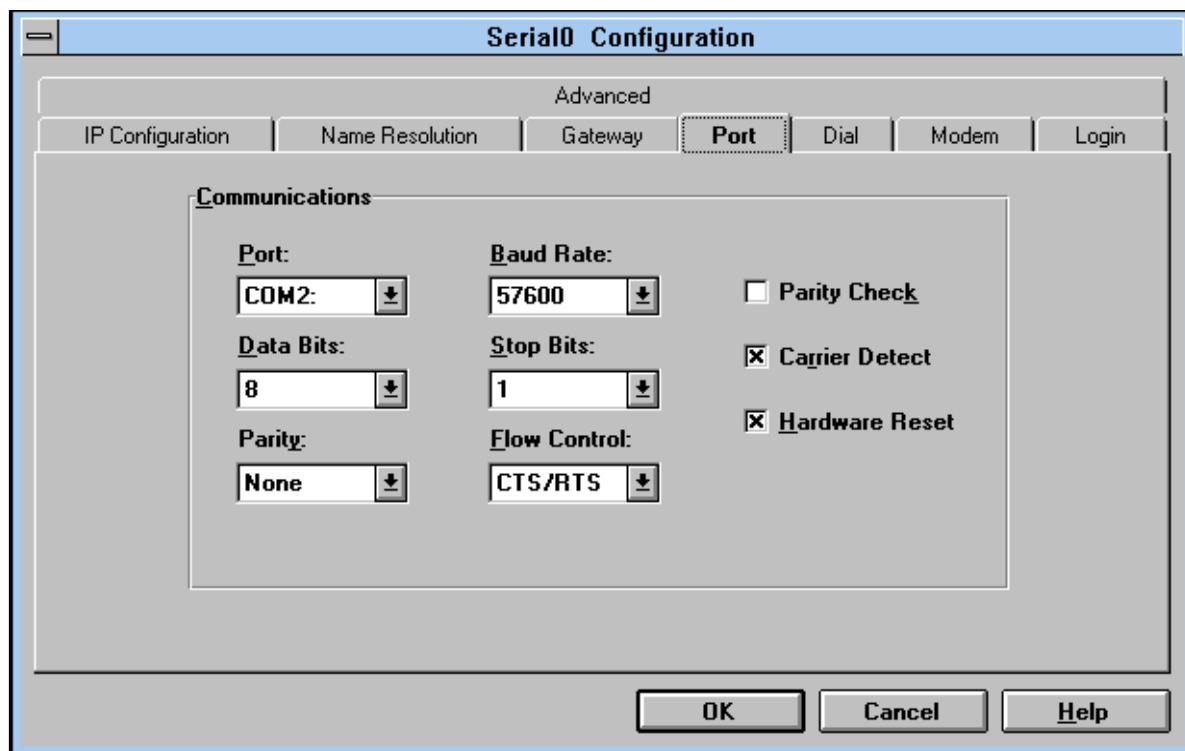 Serial0 Configuration
Advanced
IP Configuration Name Resolution Gateway Port Dial Modem Login
Communications
Port: Baud Rate:
COM2: 57600 Parity Check
Data Bits: Stop Bits:
Carrier Detect
8 1
Hardware Reset
Parity: Flow Control:
None CTS/RTS
OK Cancel Help